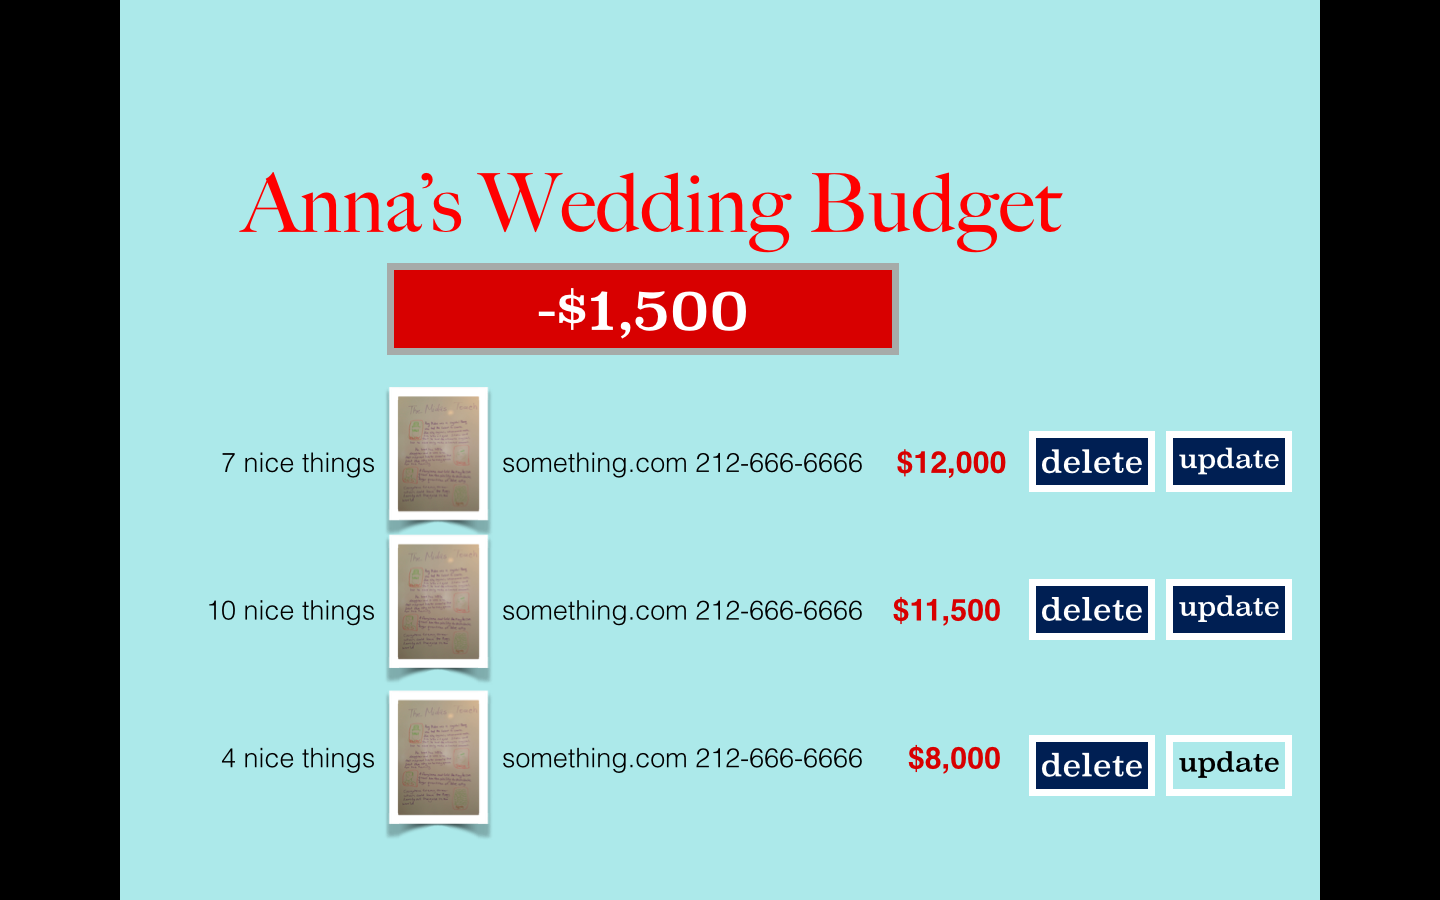 Anna’s Wedding Budget
-$1,500
7 nice things something.com 212-666-6666 $12,000 delete update
10 nice things something.com 212-666-6666 $11,500 delete update
4 nice things something.com 212-666-6666 $8,000 delete update